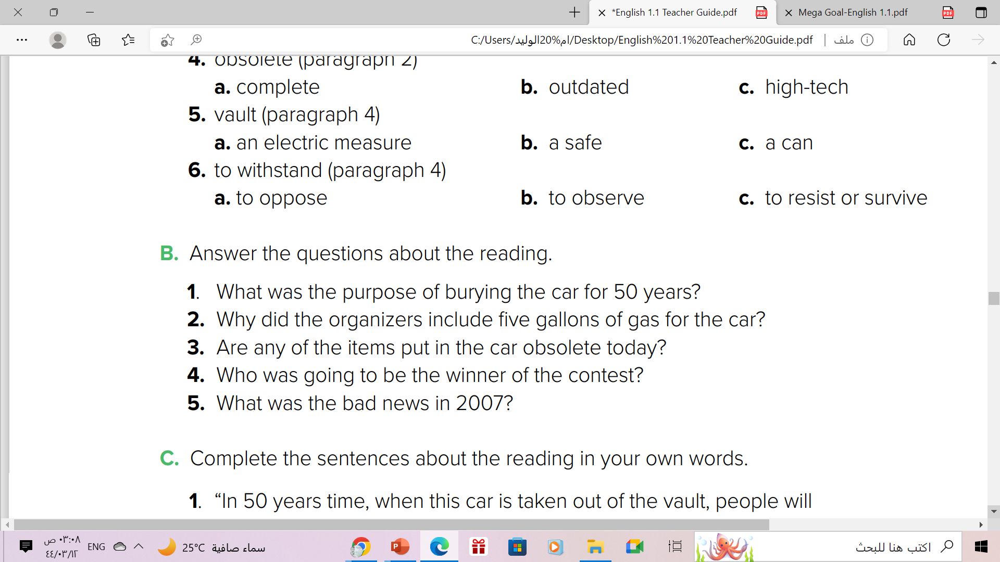 *English 1.1 Teacher Guide.pdf
Mega Goal-English 1.1.pdf
C:/Users/ام%20الوليد/Desktop/English%201.1%20Teacher%20Guide.pdf
ملف
4. obsolete (paragraph 2)
a. complete b. outdated c. high-tech
5. vault (paragraph 4)
a. an electric measure b. a safe c. a can
6. to withstand (paragraph 4)
a. to oppose b. to observe c. to resist or survive
B. Answer the questions about the reading.
1. What was the purpose of burying the car for 50 years?
2. Why did the organizers include five gallons of gas for the car?
3. Are any of the items put in the car obsolete today?
4. Who was going to be the winner of the contest?
5. What was the bad news in 2007?
C. Complete the sentences about the reading in your own words.
1. “In 50 years time, when this car is taken out of the vault, people will
٠٣:٠٨ ص
٤٤/٠٣/١٢
ENG
25°C سماء صافية
اكتب هنا للبحث